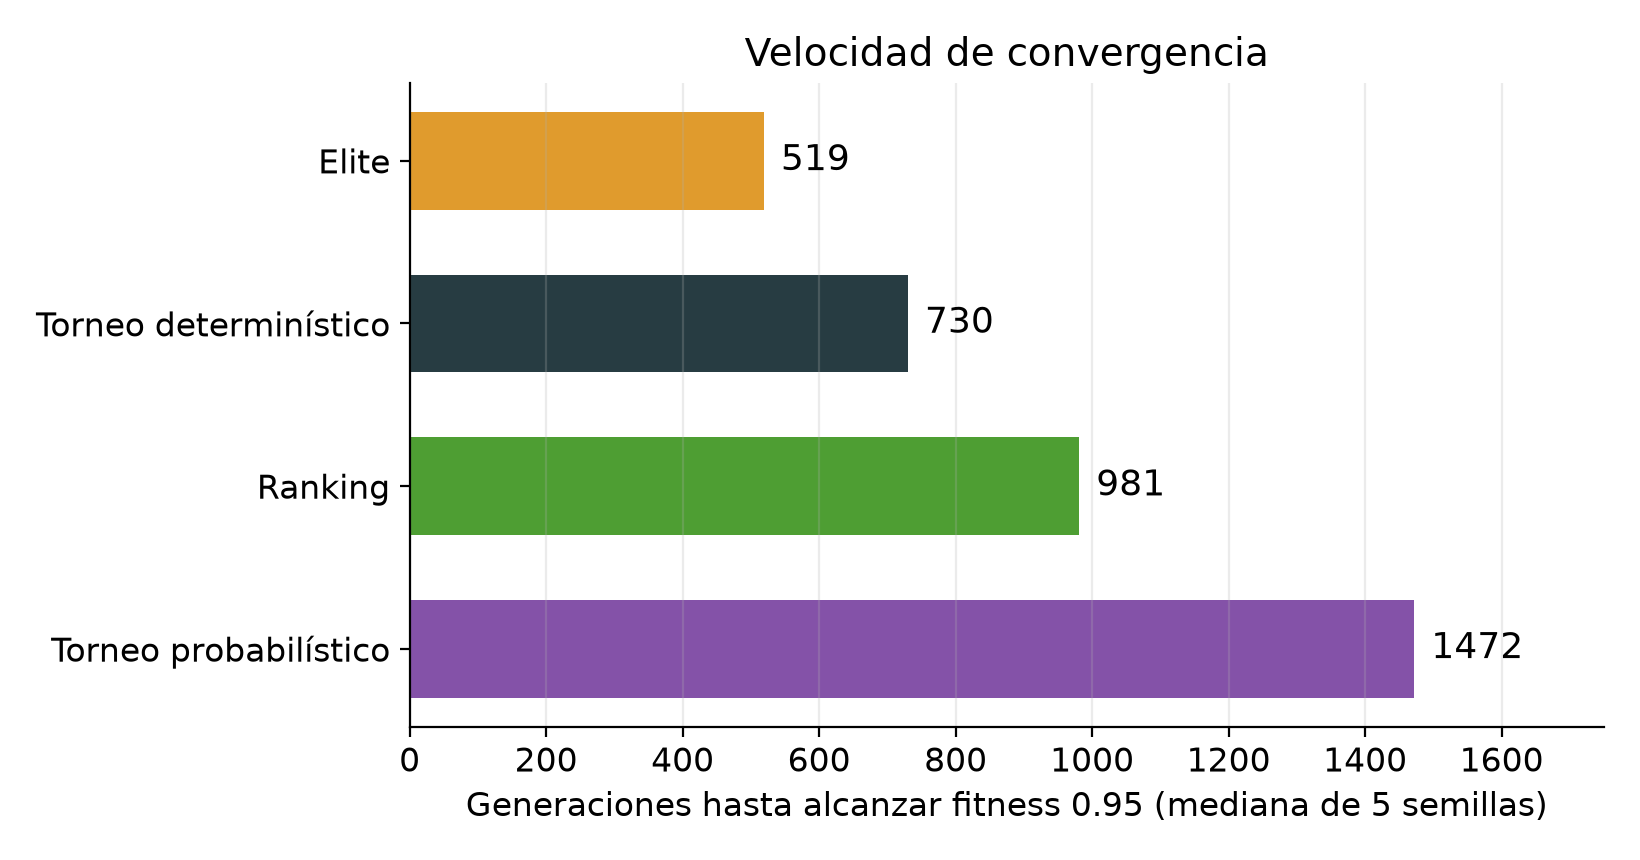 Velocidad de convergencia
Elite
519
Torneo determinístico
730
Ranking
981
Torneo probabilístico
1472
0 200 400 600 800 1000 1200 1400 1600
Generaciones hasta alcanzar fitness 0.95 (mediana de 5 semillas)